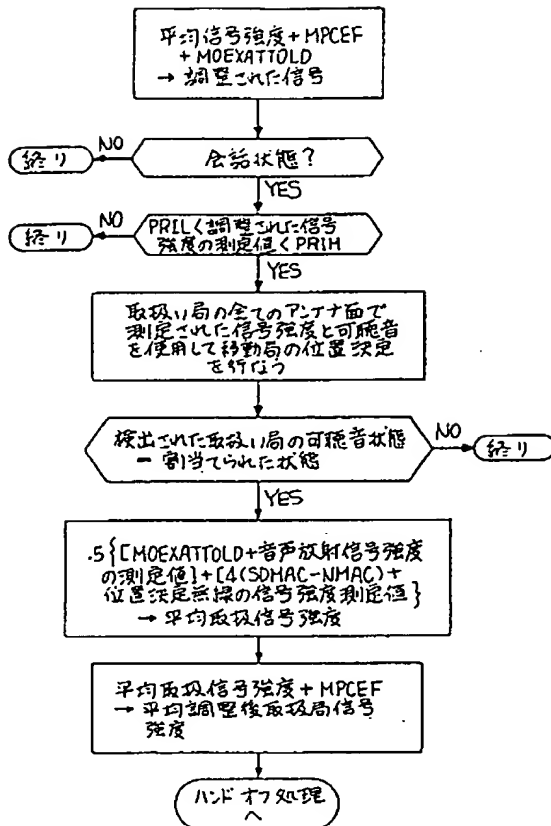 平均信号強度+MPCEF
+MOEXATTOLD
→ 調整された信号
会話状態?
NO
終り
YES
PRIL<調整された信号
強度の測定値<PRIH
NO
終り
YES
取扱い局の全てのアンテナ面で
測定された信号強度と可聴音
を使用して移動局の位置決定
を行なう
検出された取扱い局の可聴音状態
=割当てられた状態
NO
終り
YES
.5{[MOEXATTOLD+音声放射信号強度
の測定値]+[4(SDMAC-NMAC)+
位置決定無線の信号強度測定値}
→ 平均取扱信号強度
平均取扱信号強度+MPCEF
→平均調整後取扱局信号
強度
ハンドオフ処理
へ